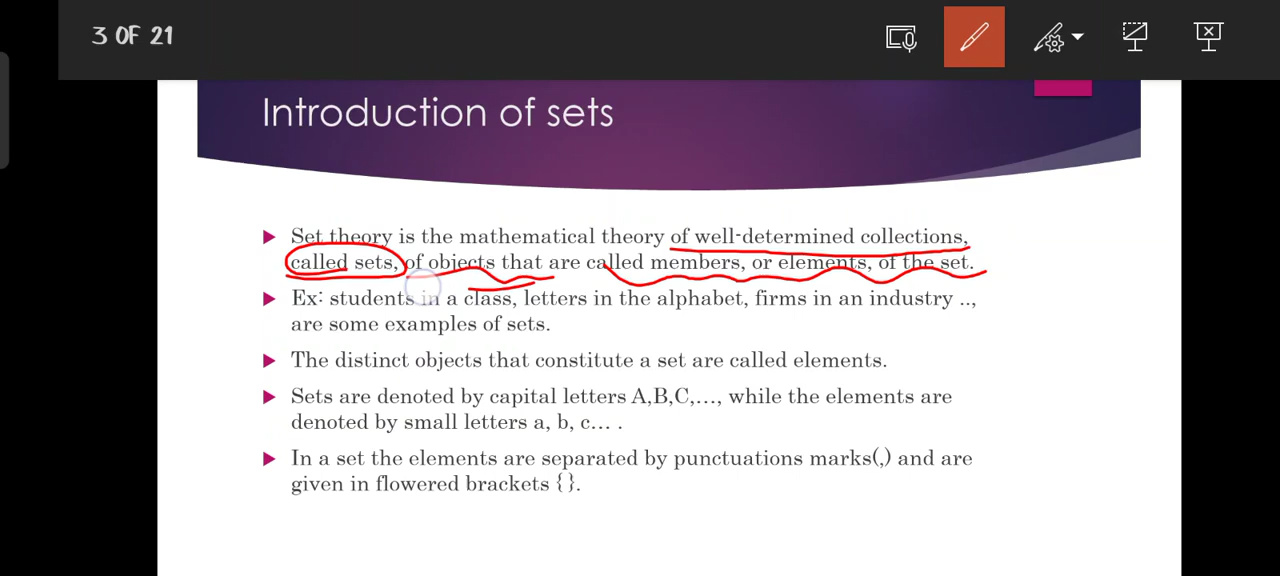 3 OF 21
Introduction of sets
Set theory is the mathematical theory of well-determined collections,
called sets, of objects that are called members, or elements, of the set.
Ex: students in a class, letters in the alphabet, firms in an industry ..,
are some examples of sets.
The distinct objects that constitute a set are called elements.
Sets are denoted by capital letters A,B,C,…, while the elements are
denoted by small letters a, b, c… .
In a set the elements are separated by punctuations marks(,) and are
given in flowered brackets {}.